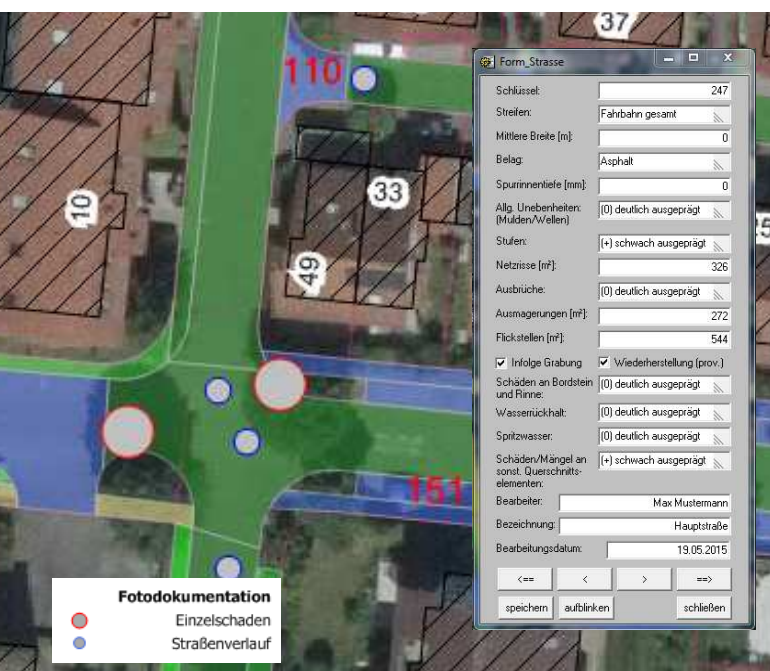 37
110
10
33
49
151
Form_Strasse
Schlüssel: 247
Streifen: Fahrbahn gesamt
Mittlere Breite [m]: 0
Belag: Asphalt
Spurrinnentiefe [mm]: 0
Allg. Unebenheiten: (0) deutlich ausgeprägt
(Mulden/Wellen)
Stufen: (+) schwach ausgeprägt
Netzrisse [m²]: 326
Ausbrüche: (0) deutlich ausgeprägt
Ausmagerungen [m²]: 272
Flickstellen [m²]: 544
Infolge Grabung Wiederherstellung (prov.)
Schäden an Bordstein (0) deutlich ausgeprägt
und Rinne:
Wasserrückhalt: (0) deutlich ausgeprägt
Spritzwasser: (0) deutlich ausgeprägt
Schäden/Mängel an (+) schwach ausgeprägt
sonst. Querschnitts-
elementen:
Bearbeiter: Max Mustermann
Bezeichnung: Hauptstraße
Bearbeitungsdatum: 19.05.2015
<== < > ==>
speichern aufblinken schließen
Fotodokumentation
Einzelschaden
Straßenverlauf